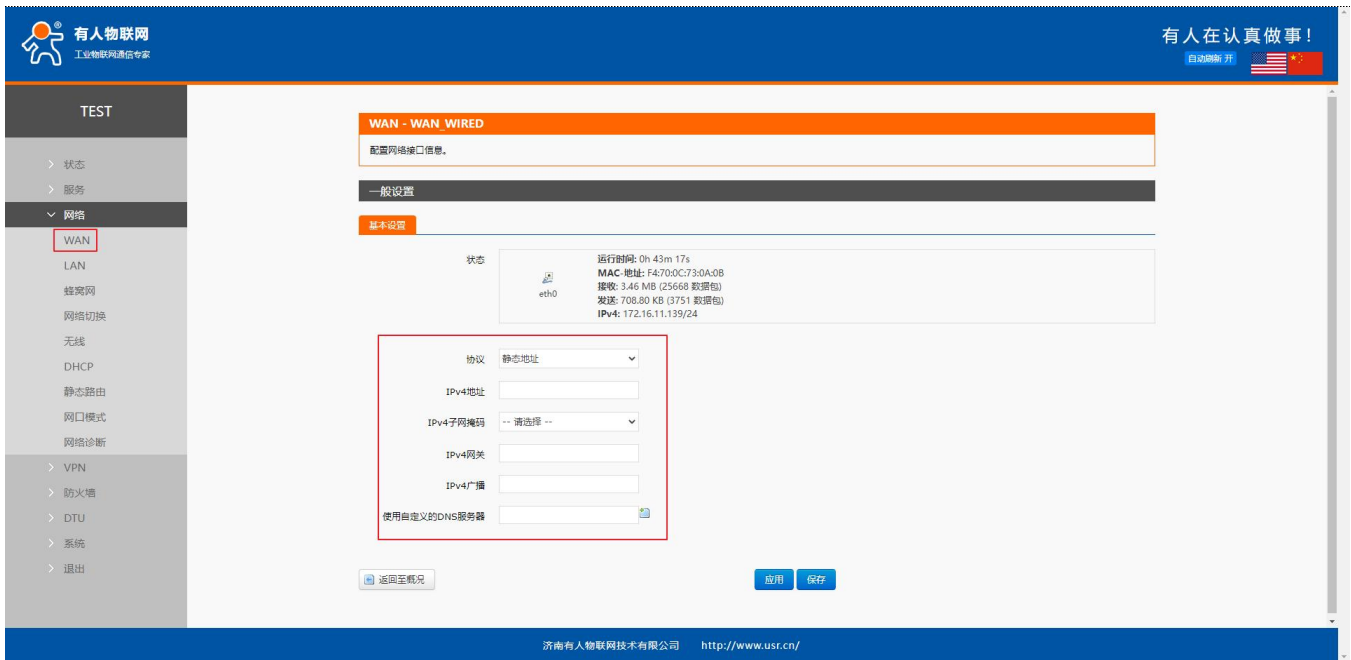 有人物联网
工业物联网通信专家
有人在认真做事!
自动刷新 开
TEST
状态
服务
网络
WAN
LAN
蜂窝网
网络切换
无线
DHCP
静态路由
网口模式
网络诊断
VPN
防火墙
DTU
系统
退出
WAN - WAN_WIRED
配置网络接口信息。
一般设置
基本设置
状态
eth0
运行时间: 0h 43m 17s
MAC-地址: F4:70:0C:73:0A:0B
接收: 3.46 MB (25668 数据包)
发送: 708.80 KB (3751 数据包)
IPv4: 172.16.11.139/24
协议 静态地址
IPv4地址
IPv4子网掩码 -- 请选择 --
IPv4网关
IPv4广播
使用自定义的DNS服务器
返回至概况 应用 保存
济南有人物联网技术有限公司 http://www.usr.cn/